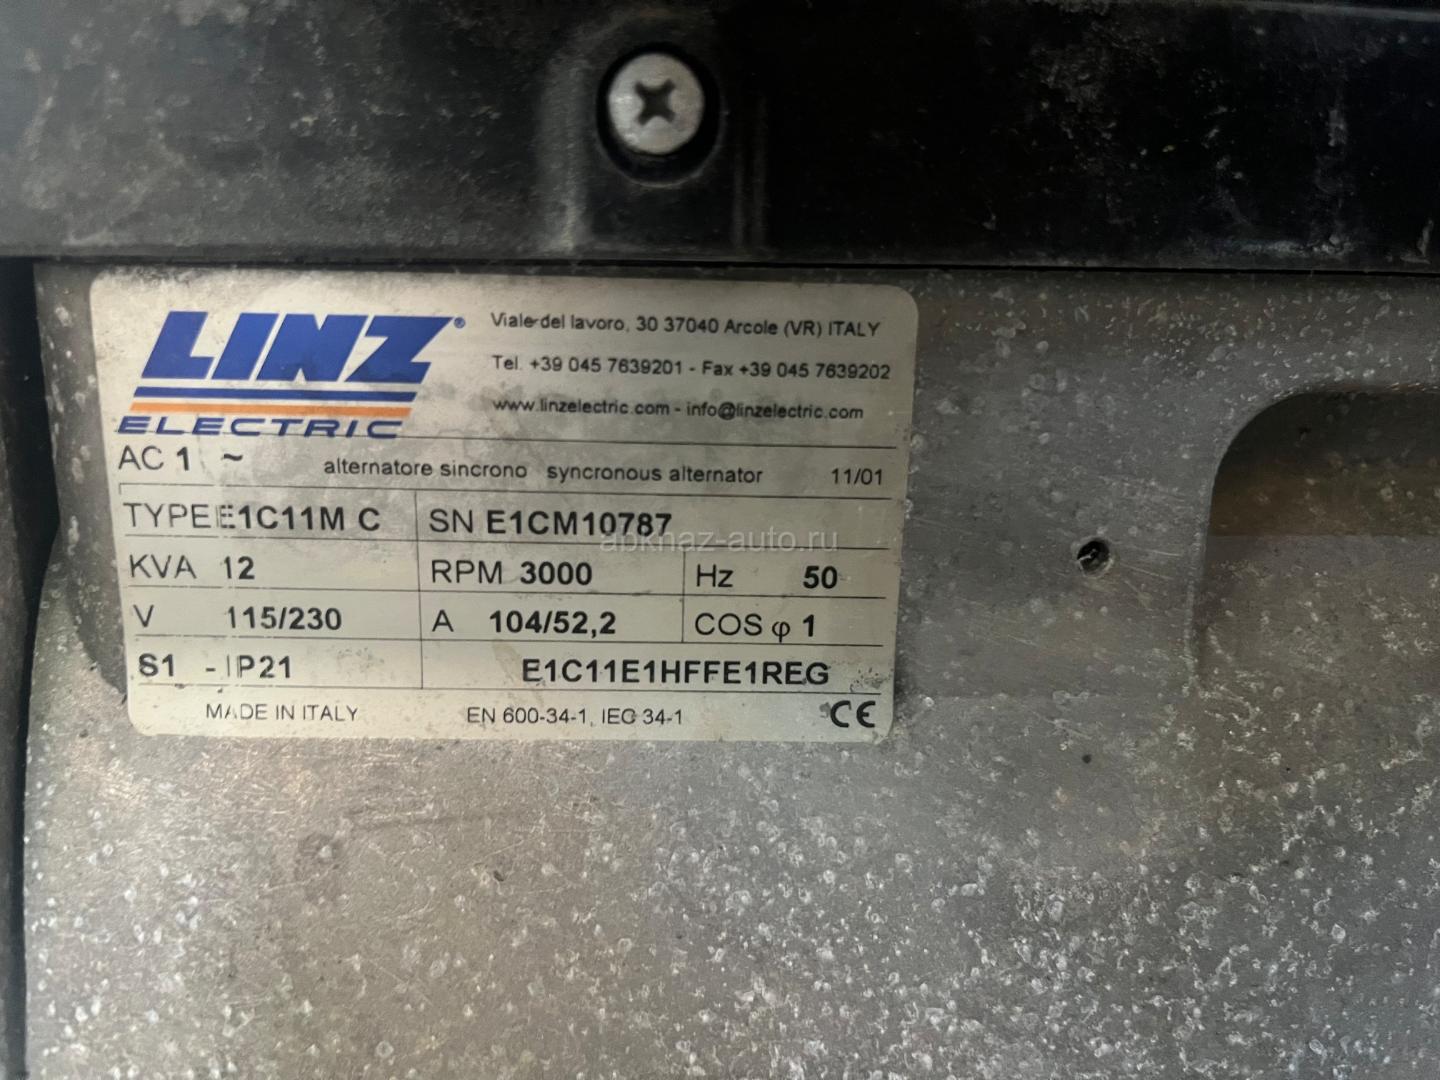 LINZ®
ELECTRIC
Viale del lavoro, 30 37040 Arcole (VR) ITALY
Tel. +39 045 7639201 - Fax +39 045 7639202
www.linzelectric.com - info@linzelectric.com
AC 1 ~ alternatore sincrono syncronous alternator 11/01
TYPE E1C11M C SN E1CM10787
abkhaz-auto.ru
KVA 12 RPM 3000 Hz 50
V 115/230 A 104/52,2 COS φ 1
S1 - IP21 E1C11E1HFFE1REG
MADE IN ITALY EN 600-34-1, IEC 34-1 CE